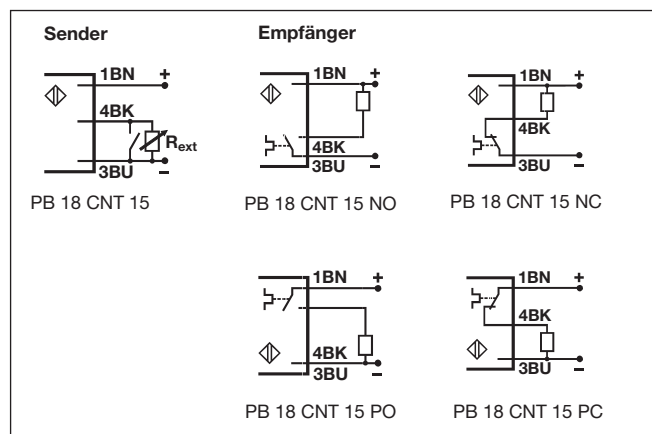 Sender
Empfänger
1BN +
4BK
Rext
3BU –
PB 18 CNT 15
1BN +
4BK
3BU –
PB 18 CNT 15 NO
1BN +
4BK
3BU –
PB 18 CNT 15 NC
1BN +
4BK
3BU –
PB 18 CNT 15 PO
1BN +
4BK
3BU –
PB 18 CNT 15 PC